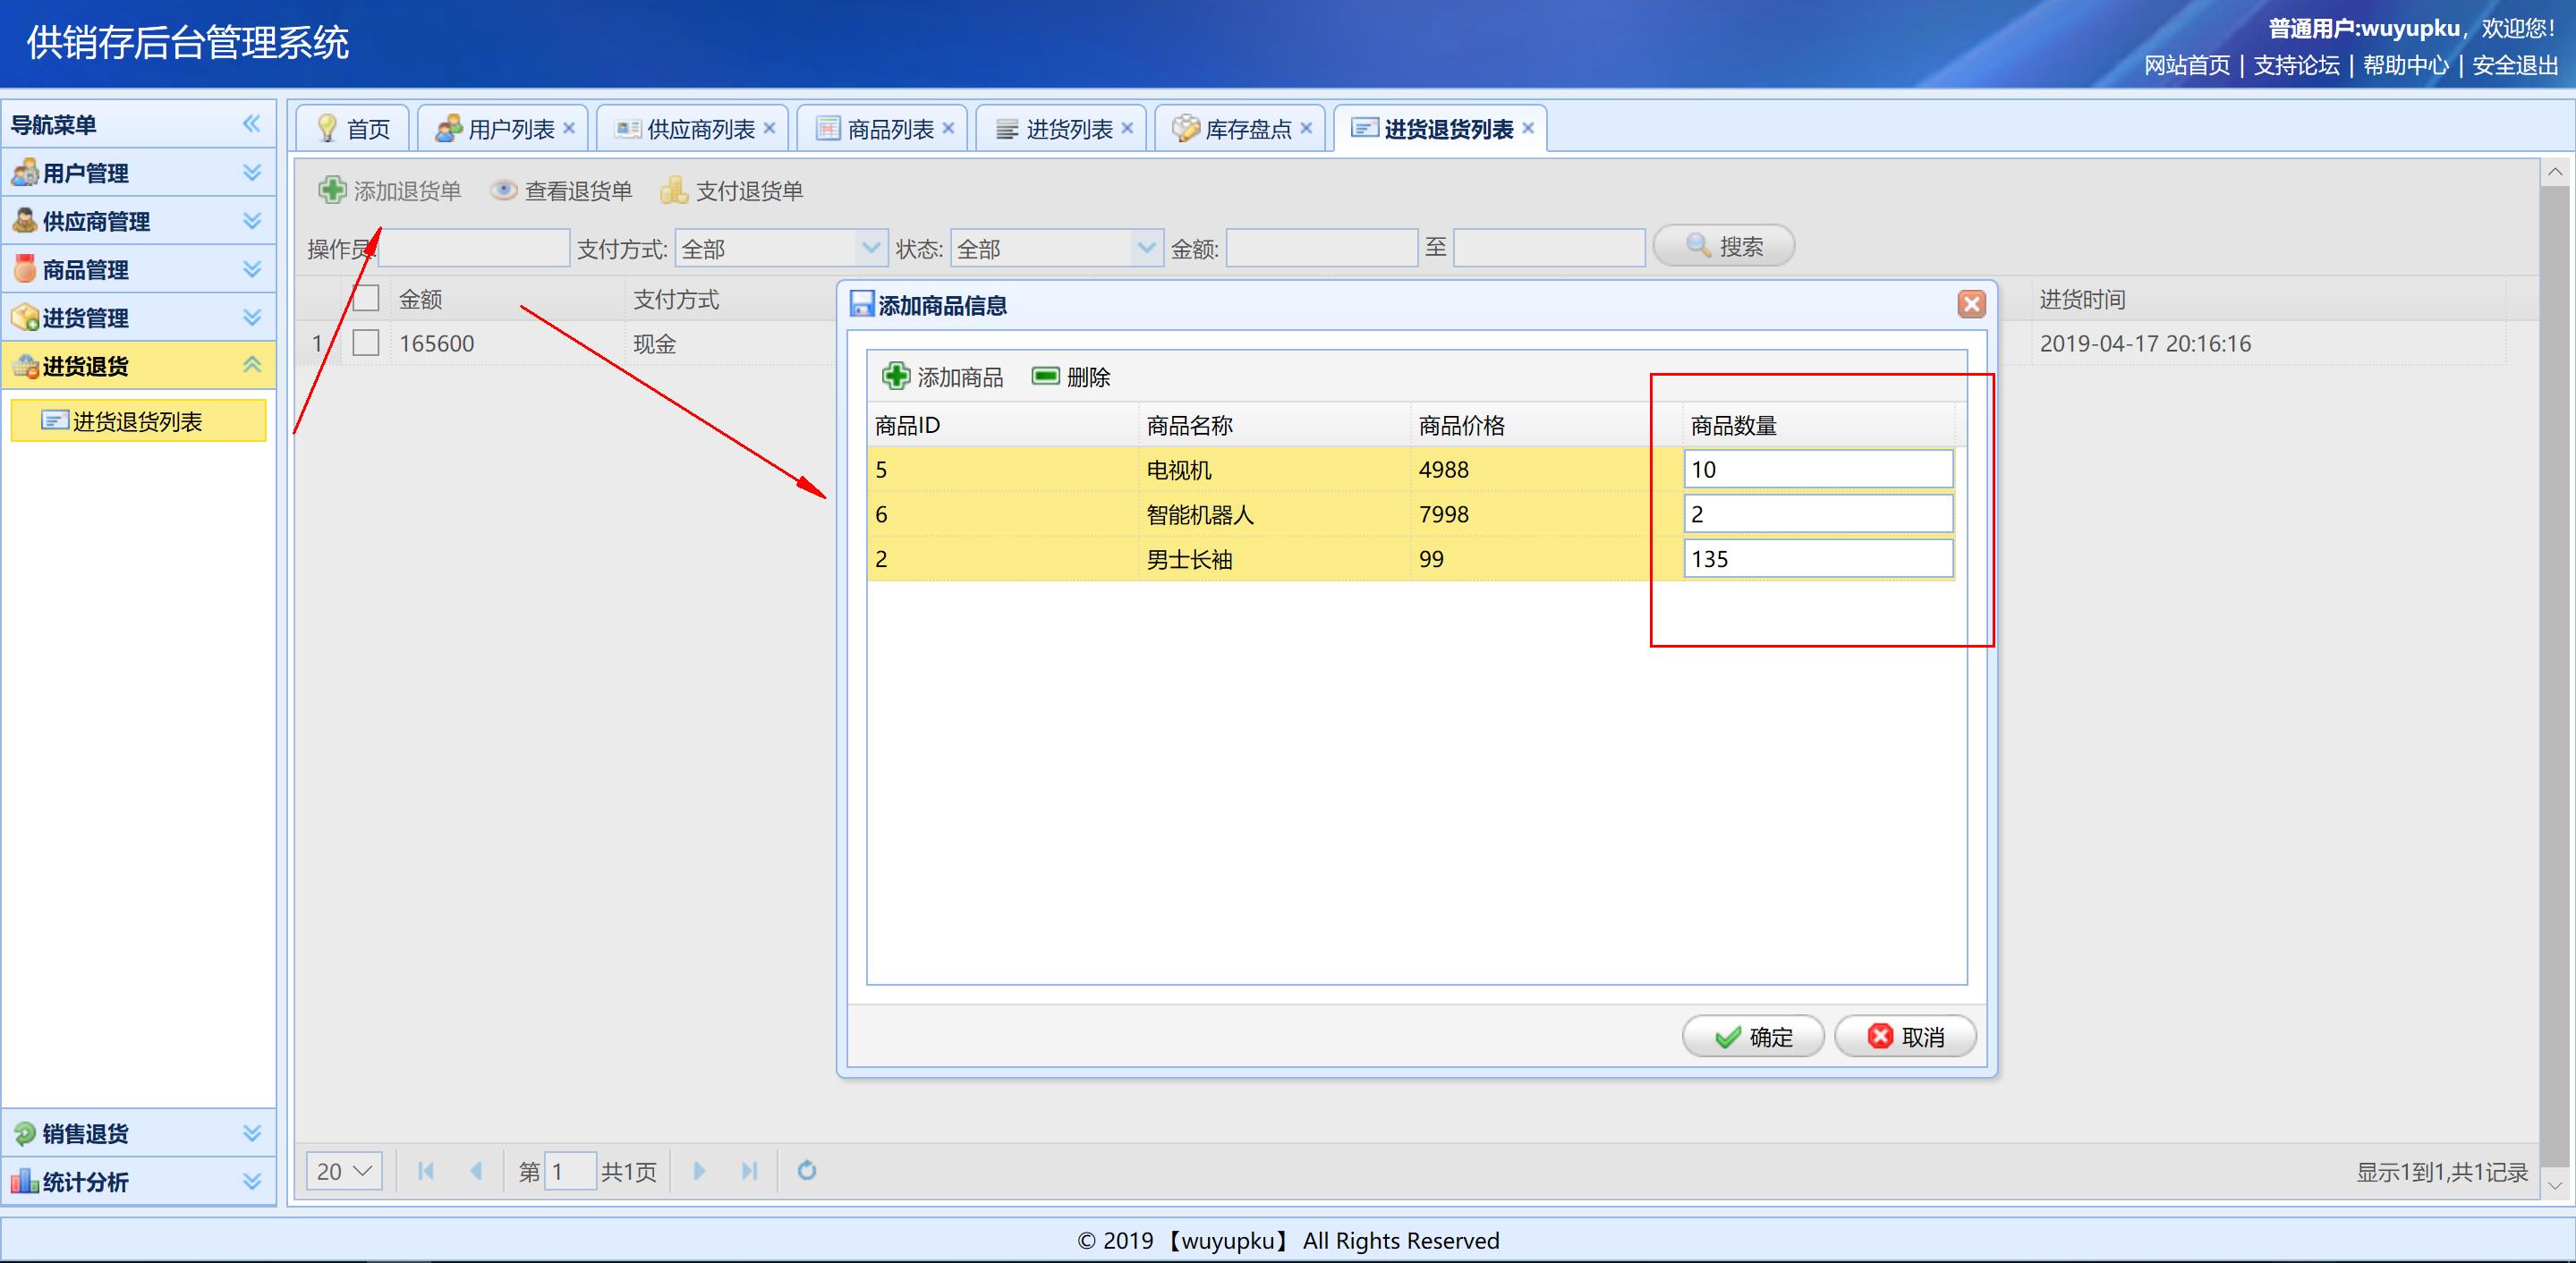 供销存后台管理系统
普通用户:wuyupku，欢迎您！
网站首页 | 支持论坛 | 帮助中心 | 安全退出
导航菜单
用户管理
供应商管理
商品管理
进货管理
进货退货
进货退货列表
销售退货
统计分析
首页 用户列表 供应商列表 商品列表 进货列表 库存盘点 进货退货列表
添加退货单 查看退货单 支付退货单
操作员: 支付方式: 全部 状态: 全部 金额: 至 搜索
金额 支付方式 进货时间
1 165600 现金 2019-04-17 20:16:16
添加商品信息
添加商品 删除
商品ID 商品名称 商品价格 商品数量
5 电视机 4988 10
6 智能机器人 7998 2
2 男士长袖 99 135
确定 取消
20 第 1 共1页 显示1到1,共1记录
© 2019 【wuyupku】 All Rights Reserved